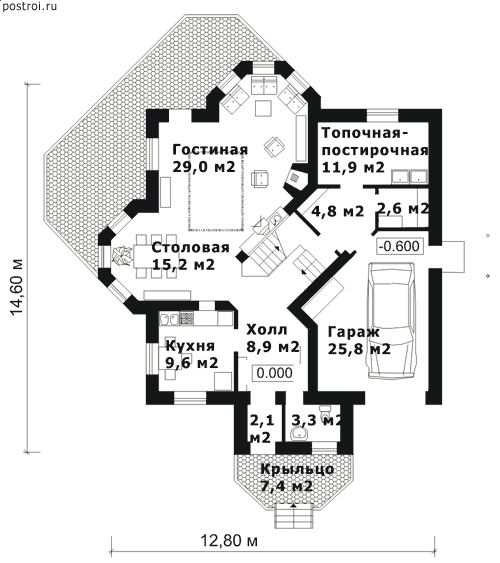 postroi.ru
Гостиная
29,0 м2
Топочная-
постирочная
11,9 м2
4,8 м2
2,6 м2
-0.600
Столовая
15,2 м2
14,60 м
Холл
8,9 м2
Гараж
25,8 м2
Кухня
9,6 м2
0.000
2,1
м2
3,3 м2
Крыльцо
7,4 м2
12,80 м